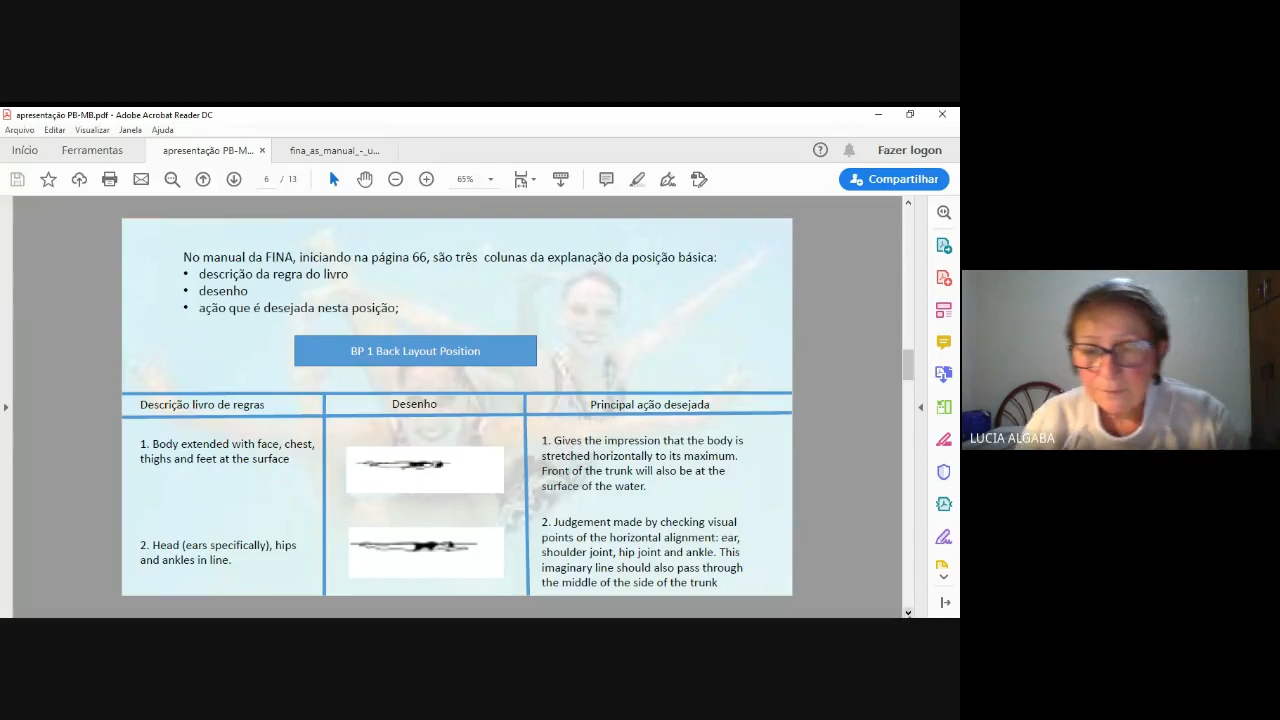 apresentação PB-MB.pdf - Adobe Acrobat Reader DC
Arquivo Editar Visualizar Janela Ajuda
Início Ferramentas apresentação PB-M... × fina_as_manual_-_u... Fazer logon
6 / 13 65% Compartilhar
No manual da FINA, iniciando na página 66, são três colunas da explanação da posição básica:
• descrição da regra do livro
• desenho
• ação que é desejada nesta posição;
BP 1 Back Layout Position
Descrição livro de regras
Desenho
Principal ação desejada
1. Body extended with face, chest,
thighs and feet at the surface
1. Gives the impression that the body is
stretched horizontally to its maximum.
Front of the trunk will also be at the
surface of the water.
2. Head (ears specifically), hips
and ankles in line.
2. Judgement made by checking visual
points of the horizontal alignment: ear,
shoulder joint, hip joint and ankle. This
imaginary line should also pass through
the middle of the side of the trunk
LUCIA ALGABA